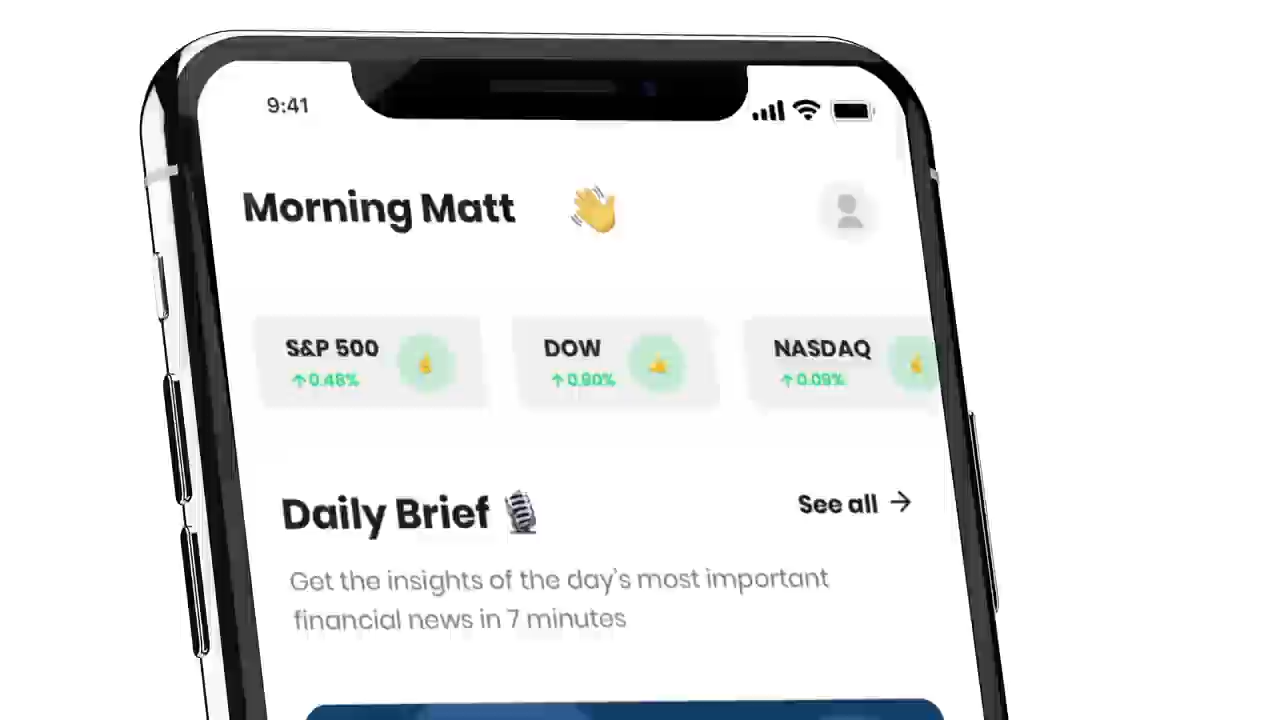 9:41
Morning Matt
S&P 500
DOW
NASDAQ
↑ 0.48%
↑ 0.90%
↑ 0.09%
Daily Brief
See all →
Get the insights of the day's most important
financial news in 7 minutes